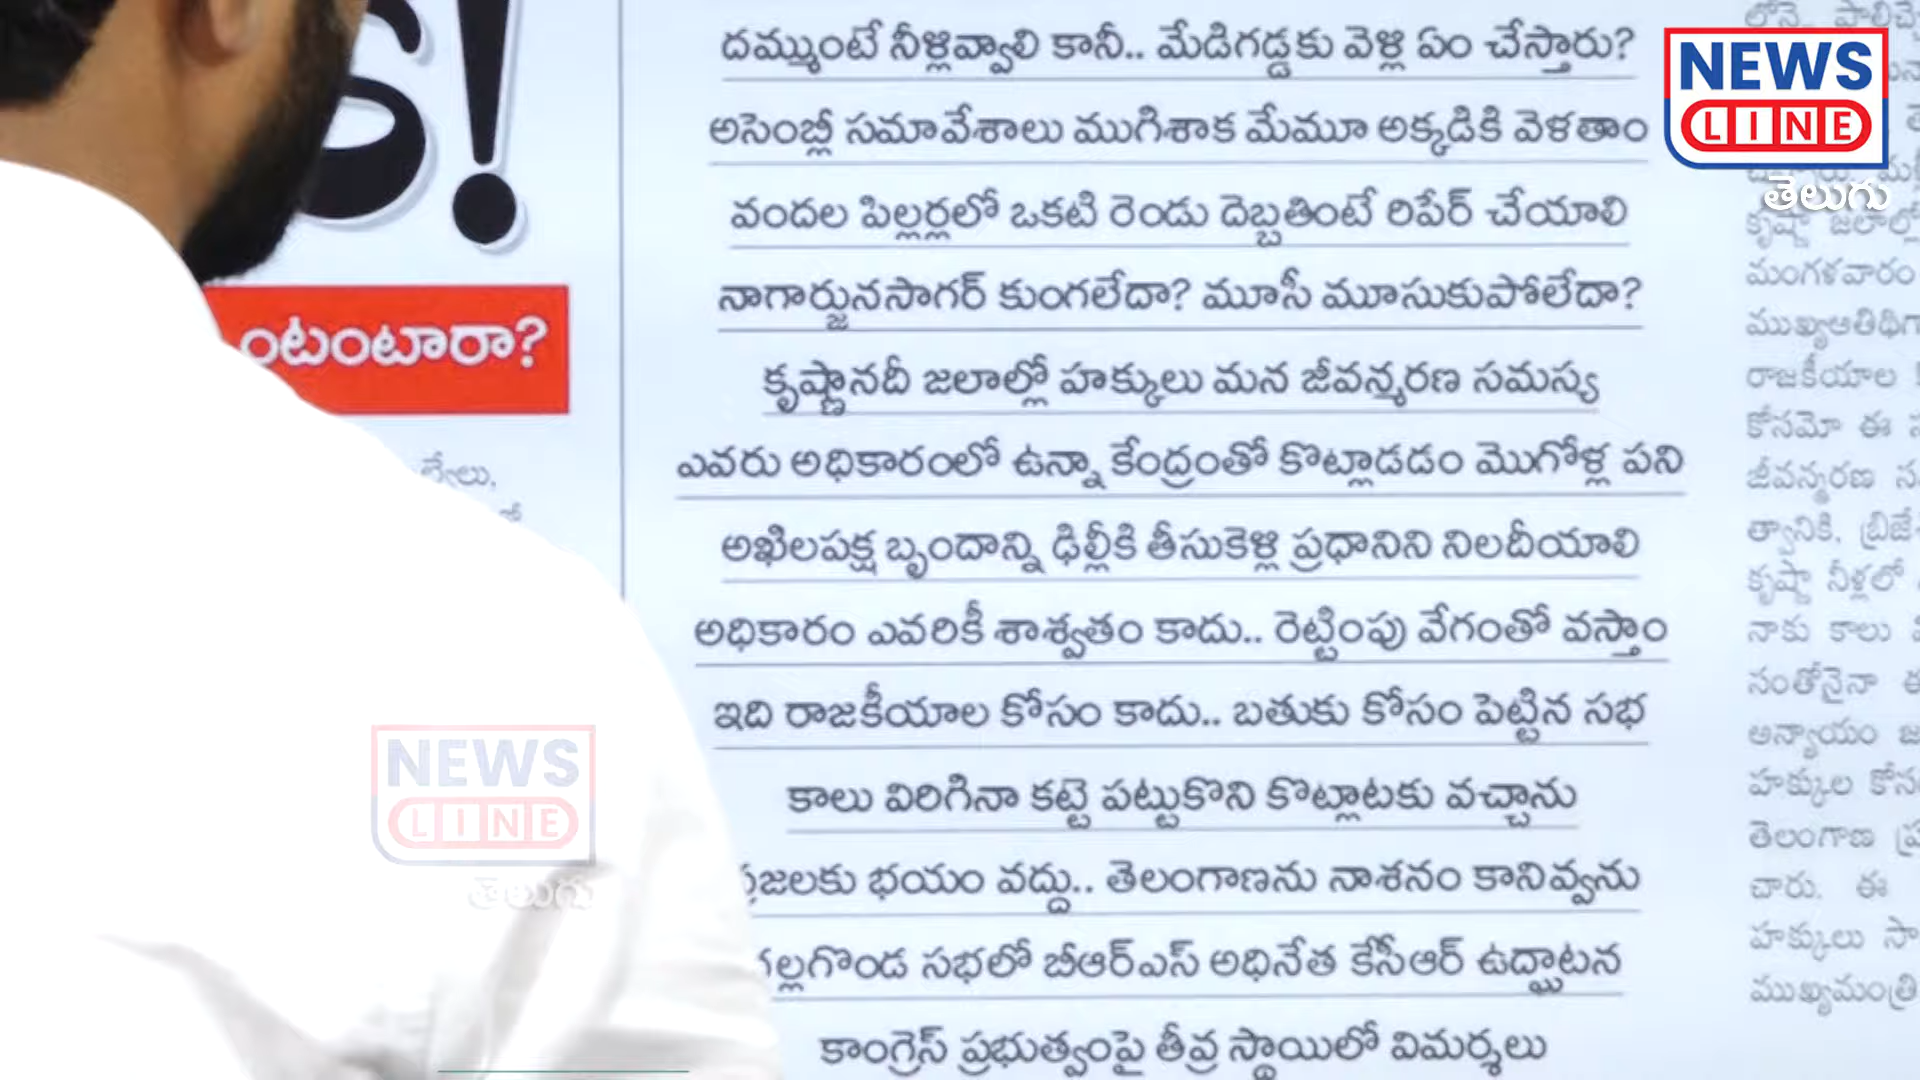 దమ్ముంటే నీళ్లివ్వాలి కానీ.. మేడిగడ్డకు వెళ్లి ఏం చేస్తారు?
అసెంబ్లీ సమావేశాలు ముగిశాక మేమూ అక్కడికి వెళతాం
వందల పిల్లర్లలో ఒకటి రెండు దెబ్బతింటే రిపేర్ చేయాలి
నాగార్జునసాగర్ కుంగలేదా? మూసీ మూసుకుపోలేదా?
కృష్ణానదీ జలాల్లో హక్కులు మన జీవన్మరణ సమస్య
ఎవరు అధికారంలో ఉన్నా కేంద్రంతో కొట్లాడడం మొగోళ్ల పని
అఖిలపక్ష బృందాన్ని ఢిల్లీకి తీసుకెళ్లి ప్రధానిని నిలదీయాలి
అధికారం ఎవరికీ శాశ్వతం కాదు.. రెట్టింపు వేగంతో వస్తాం
ఇది రాజకీయాల కోసం కాదు.. బతుకు కోసం పెట్టిన సభ
కాలు విరిగినా కట్టె పట్టుకొని కొట్లాటకు వచ్చాను
భయం వద్దు.. తెలంగాణను నాశనం కానివ్వను
సభలో బీఆర్ఎస్ అధినేత కేసీఆర్ ఉద్ఘాటన
కాంగ్రెస్ ప్రభుత్వంపై తీవ్ర స్థాయిలో విమర్శలు
ంటంటారా?
NEWS
LINE
తెలుగు
కృష్ణా
మంగళవారం
రాజకీయాల
కోసమో ఈ
జీవన్మరణ
త్వానికి.
కృష్ణా నీళ్లలో
నాకు కాలు
సంతోనైనా
అన్యాయం
హక్కుల
తెలంగాణ
చారు. ఈ
హక్కులు
NEWS
LINE
తెలుగు